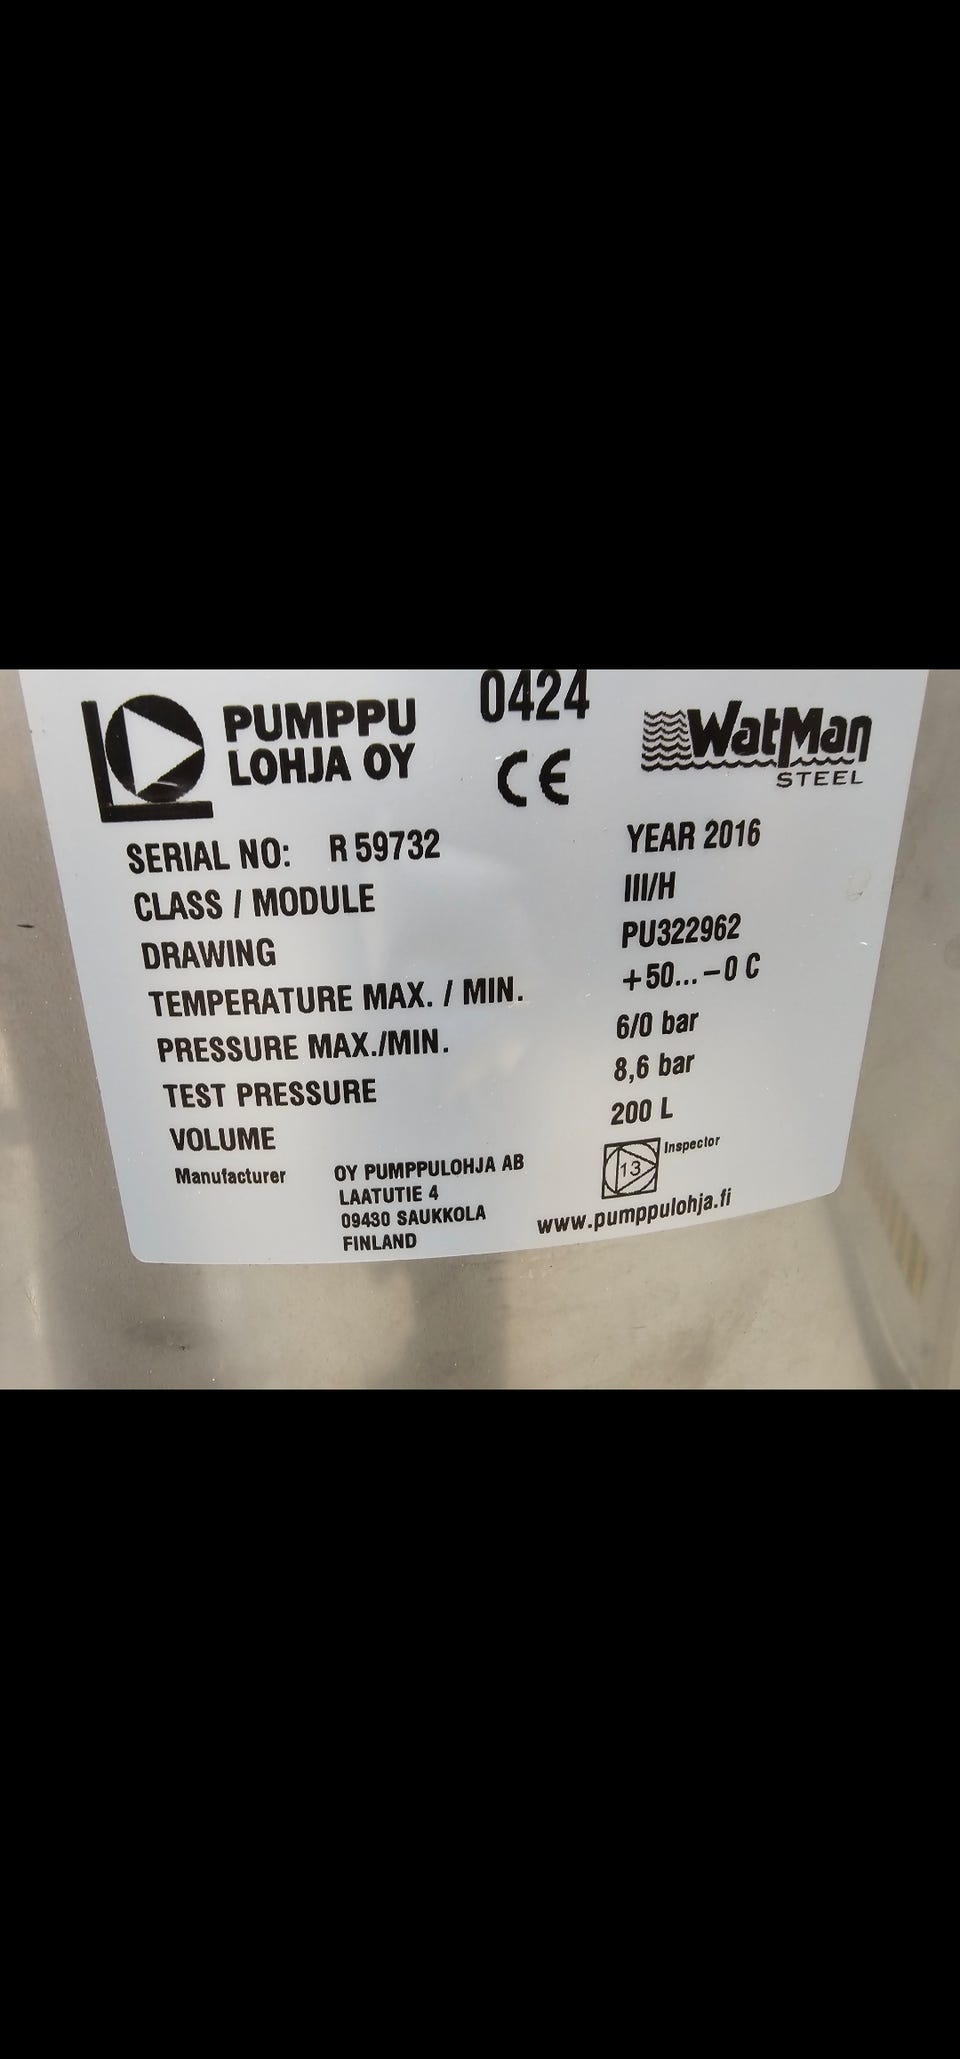 PUMPPU
LOHJA OY
0424
CE
WatMan
STEEL
SERIAL NO: R 59732 YEAR 2016
CLASS / MODULE III/H
DRAWING PU322962
TEMPERATURE MAX. / MIN. +50...-0 C
PRESSURE MAX./MIN. 6/0 bar
TEST PRESSURE 8,6 bar
VOLUME 200 L
Manufacturer OY PUMPPULOHJA AB
LAATUTIE 4
09430 SAUKKOLA
FINLAND
13 Inspector
www.pumppulohja.fi